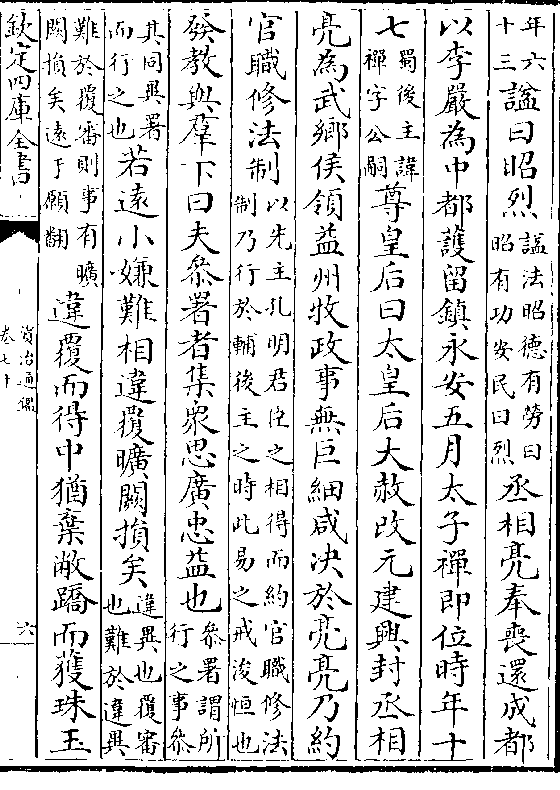 年六
十三
諡曰昭烈
諡法昭德有勞曰
昭有功安民曰烈
丞相亮奉喪還成都
以李嚴為中都護留鎮永安五月太子禪即位時年十
七
蜀後主諱
禪字公嗣
尊皇后曰太皇后大赦改元建興封丞相
亮為武鄉侯領益州牧政事無巨細咸决於亮亮乃約
官職修法制
以先主孔明君臣之相得而約官職修法
制乃行於輔後主之時此易之戒浚恒也
發教與羣下曰夫叅署者集衆思廣忠益也
叅署謂所
行之事叅
其同異署
而行之也
若遠小嫌難相違覆曠闕損矣
違異也覆審
也難於違異
難於覆審則事有曠
闕損矣遠于願翻
違覆而得中猶棄敝蹻而獲珠玉
欽定四庫全書
資治通鑑
卷七十
六